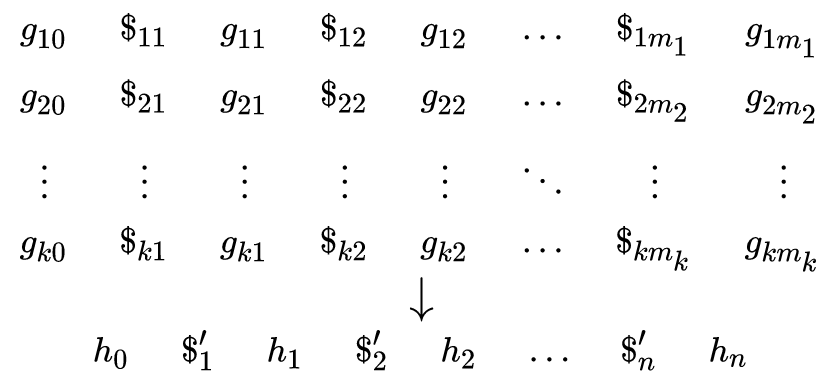 g₁₀ $₁₁ g₁₁ $₁₂ g₁₂ … $₁ₘ₁ g₁ₘ₁
g₂₀ $₂₁ g₂₁ $₂₂ g₂₂ … $₂ₘ₂ g₂ₘ₂
⋮ ⋮ ⋮ ⋮ ⋮ ⋱ ⋮ ⋮
gₖ₀ $ₖ₁ gₖ₁ $ₖ₂ gₖ₂ … $ₖₘₖ gₖₘₖ
↓
h₀ $′₁ h₁ $′₂ h₂ … $′ₙ hₙ